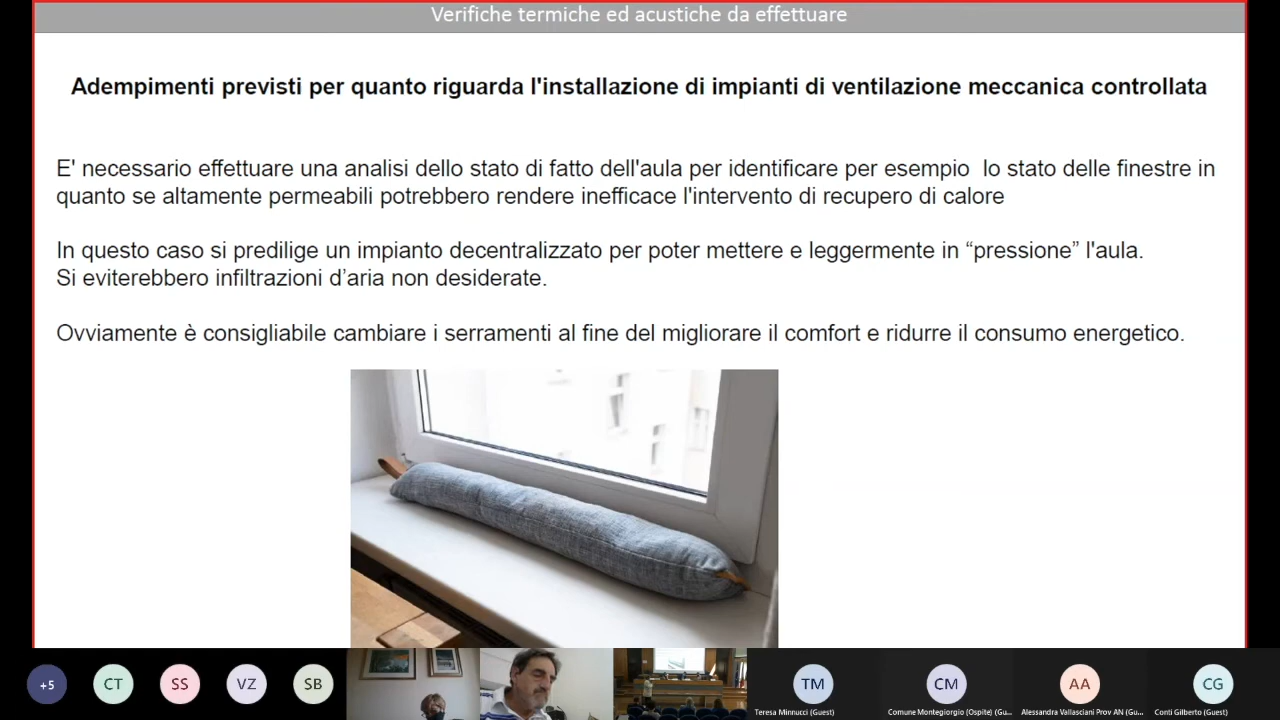 Verifiche termiche ed acustiche da effettuare
Adempimenti previsti per quanto riguarda l'installazione di impianti di ventilazione meccanica controllata
E' necessario effettuare una analisi dello stato di fatto dell'aula per identificare per esempio lo stato delle finestre in
quanto se altamente permeabili potrebbero rendere inefficace l'intervento di recupero di calore
In questo caso si predilige un impianto decentralizzato per poter mettere e leggermente in “pressione” l'aula.
Si eviterebbero infiltrazioni d’aria non desiderate.
Ovviamente è consigliabile cambiare i serramenti al fine del migliorare il comfort e ridurre il consumo energetico.
+5 CT SS VZ SB TM CM AA CG
Teresa Minnucci (Guest) Comune Montegiorgio (Ospite) (Gu... Alessandra Vallasciani Prov AN (Gu... Conti Gilberto (Guest)